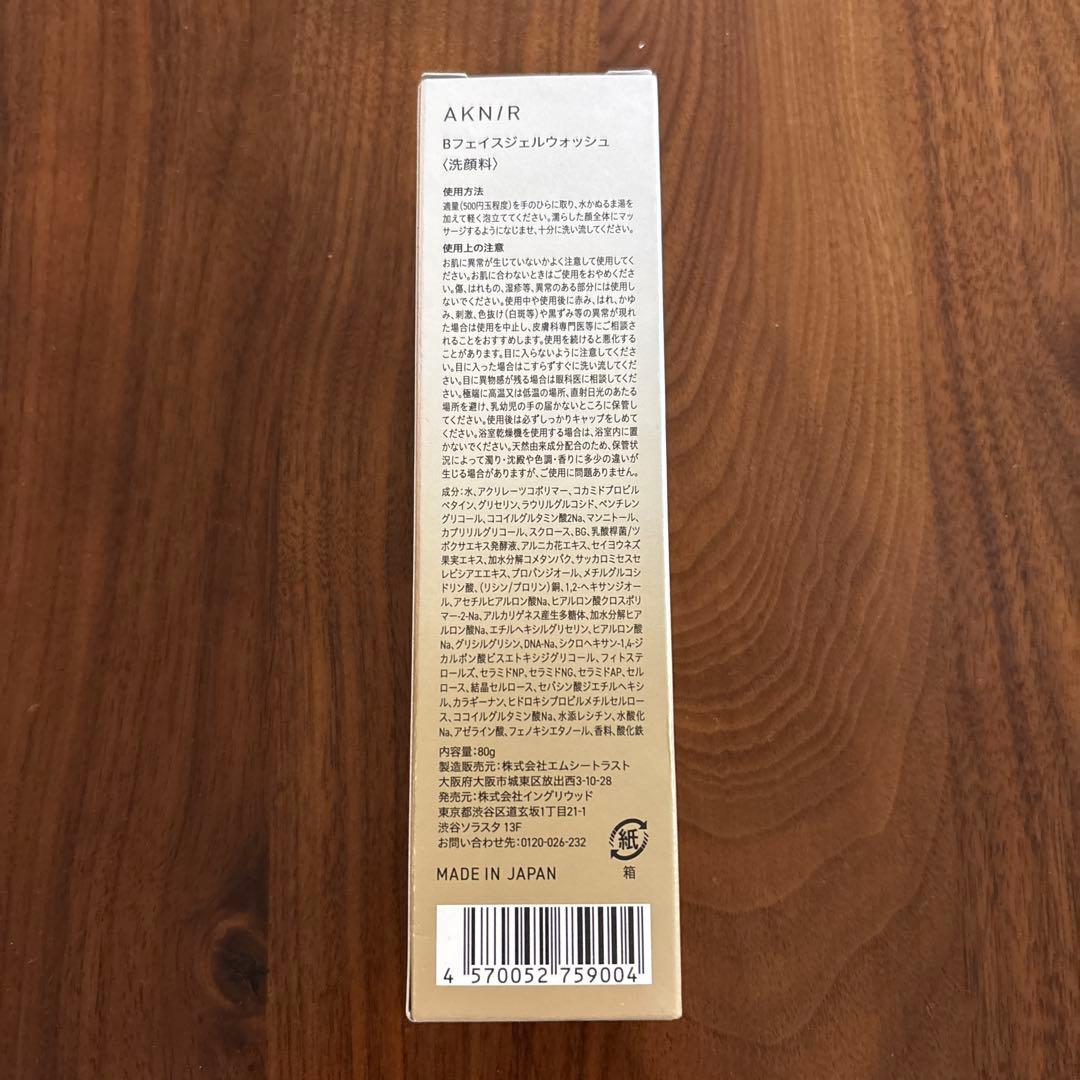 AKN/R
Bフェイスジェルウォッシュ
〈洗顔料〉
使用方法
適量(500円玉程度)を手のひらに取り、水かぬるま湯を
加えて軽く泡立ててください。濡らした顔全体にマッ
サージするようになじませ、十分に洗い流してください。
使用上の注意
お肌に異常が生じていないかよく注意して使用してく
ださい。お肌に合わないときはご使用をおやめくださ
い。傷、はれもの、湿疹等、異常のある部分には使用し
ないでください。使用中や使用後に赤み、はれ、かゆ
み、刺激、色抜け(白斑等)や黒ずみ等の異常が現れ
た場合は使用を中止し、皮膚科専門医等にご相談さ
れることをおすすめします。使用を続けると悪化する
ことがあります。目に入らないように注意してくださ
い。目に入った場合はこすらずすぐに洗い流してくださ
い。目に異物感が残る場合は眼科医に相談してくだ
さい。極端に高温又は低温の場所、直射日光のあたる
場所を避け、乳幼児の手の届かないところに保管し
てください。使用後は必ずしっかりキャップをしめて
ください。浴室乾燥機を使用する場合は、浴室内に置
かないでください。天然由来成分配合のため、保管状
況によって濁り・沈殿や色調・香りに多少の違いが
生じる場合がありますが、ご使用に問題ありません。
成分:水、アクリレーツコポリマー、コカミドプロピル
ベタイン、グリセリン、ラウリルグルコシド、ペンチレン
グリコール、ココイルグルタミン酸2Na、マンニトール、
カプリリルグリコール、スクロース、BG、乳酸桿菌/ツ
ボクサエキス発酵液、アルニカ花エキス、セイヨウネズ
果実エキス、加水分解コメタンパク、サッカロミセスセ
レビシアエエキス、プロパンジオール、メチルグルコシ
ドリン酸、(リシン/プロリン)銅、1,2-ヘキサンジオー
ル、アセチルヒアルロン酸Na、ヒアルロン酸クロスポリ
マー-2-Na、アルカリゲネス産生多糖体、加水分解ヒア
ルロン酸Na、エチルヘキシルグリセリン、ヒアルロン酸
Na、グリシルグリシン、DNA-Na、シクロヘキサン-1,4-ジ
カルボン酸ビスエトキシジグリコール、フィトステ
ロールズ、セラミドNP、セラミドNG、セラミドAP、セル
ロース、結晶セルロース、セバシン酸ジエチルヘキシ
ル、カラギーナン、ヒドロキシプロピルメチルセルロー
ス、ココイルグルタミン酸Na、水添レシチン、水酸化
Na、アゼライン酸、フェノキシエタノール、香料、酸化鉄
内容量:80g
製造販売元:株式会社エムシートラスト
大阪府大阪市城東区放出西3-10-28
発売元:株式会社イングリウッド
東京都渋谷区道玄坂1丁目21-1
渋谷ソラスタ 13F
お問い合わせ先:0120-026-232
紙
箱
MADE IN JAPAN
4 570052 759004